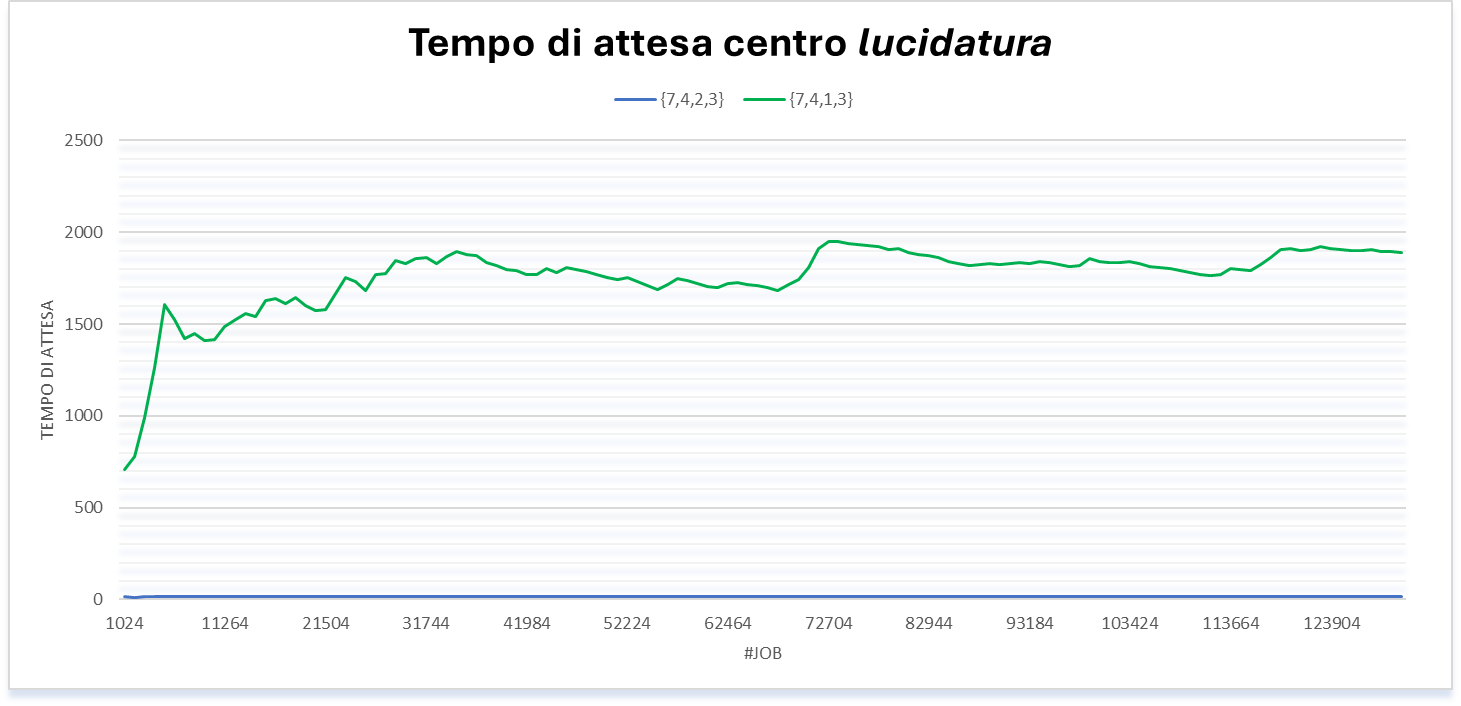 Tempo di attesa centro lucidatura
{7,4,2,3} {7,4,1,3}
2500
2000
1500
1000
500
0
TEMPO DI ATTESA
1024 11264 21504 31744 41984 52224 62464 72704 82944 93184 103424 113664 123904
#JOB